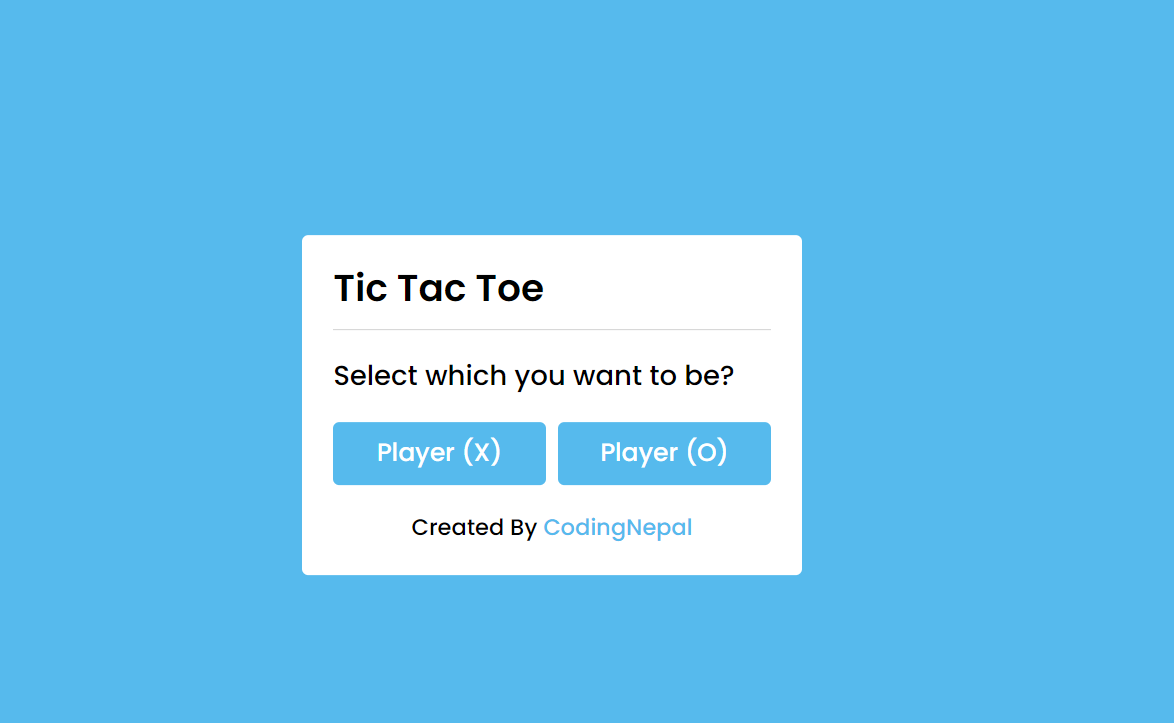 Tic Tac Toe
Select which you want to be?
Player (X) Player (O)
Created By CodingNepal